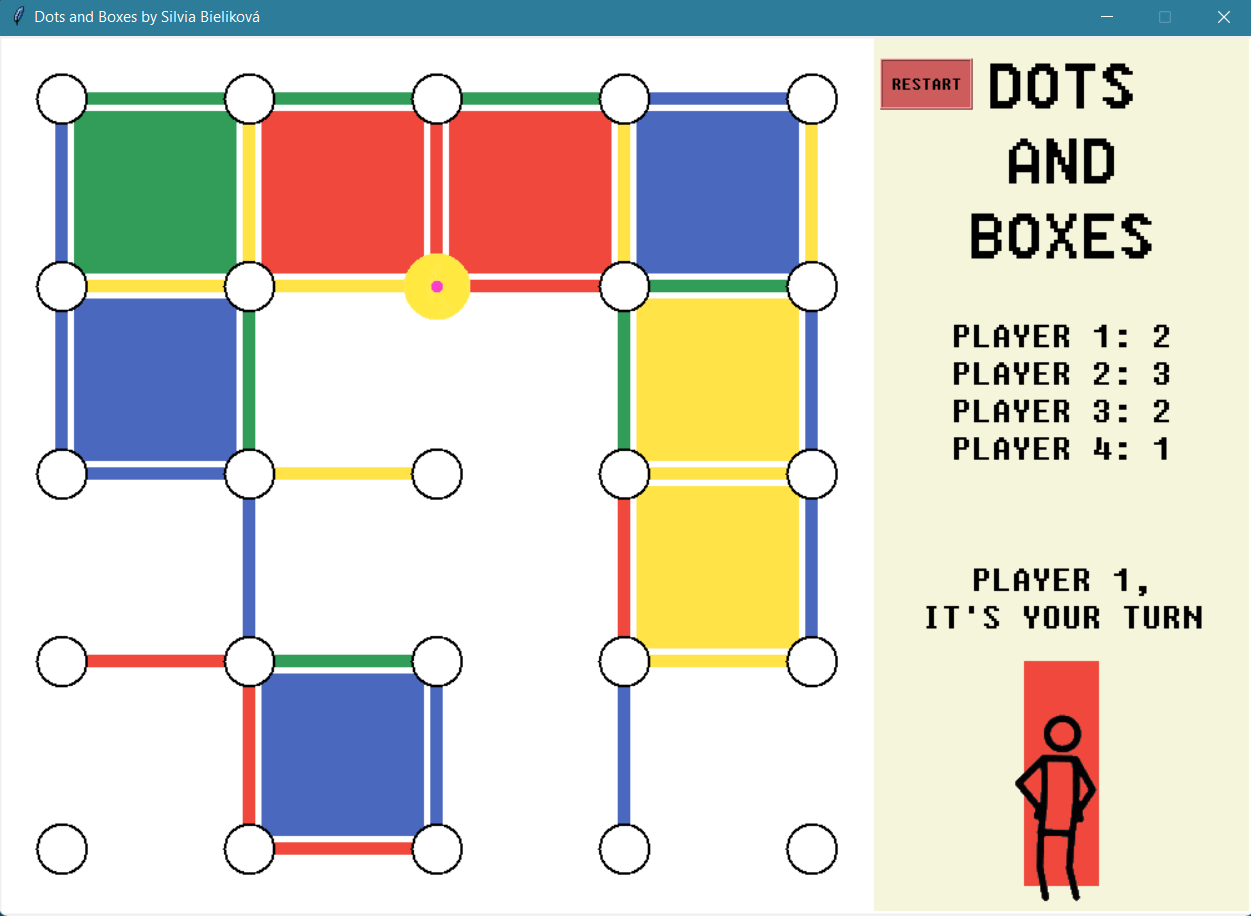 Dots and Boxes by Silvia Bieliková
RESTART
DOTS
AND
BOXES
PLAYER 1: 2
PLAYER 2: 3
PLAYER 3: 2
PLAYER 4: 1
PLAYER 1,
IT'S YOUR TURN